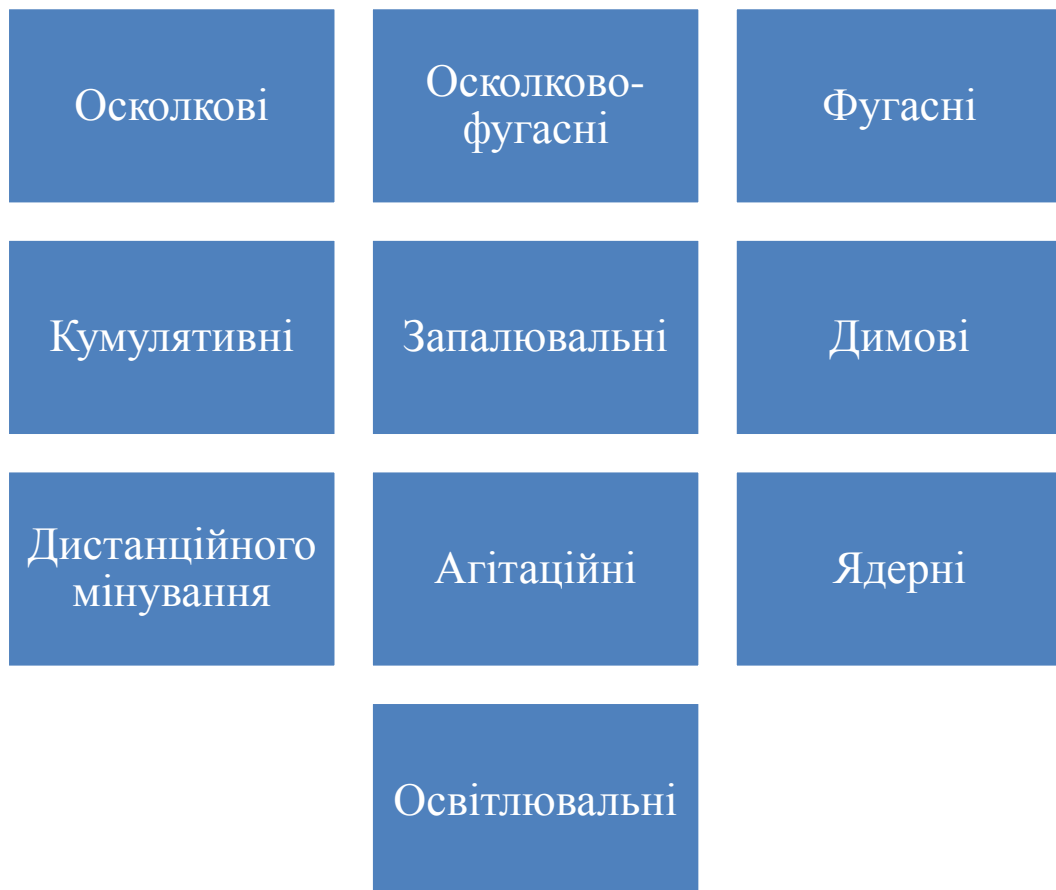 Осколкові
Осколково-
фугасні
Фугасні
Кумулятивні
Запалювальні
Димові
Дистанційного
мінування
Агітаційні
Ядерні
Освітлювальні